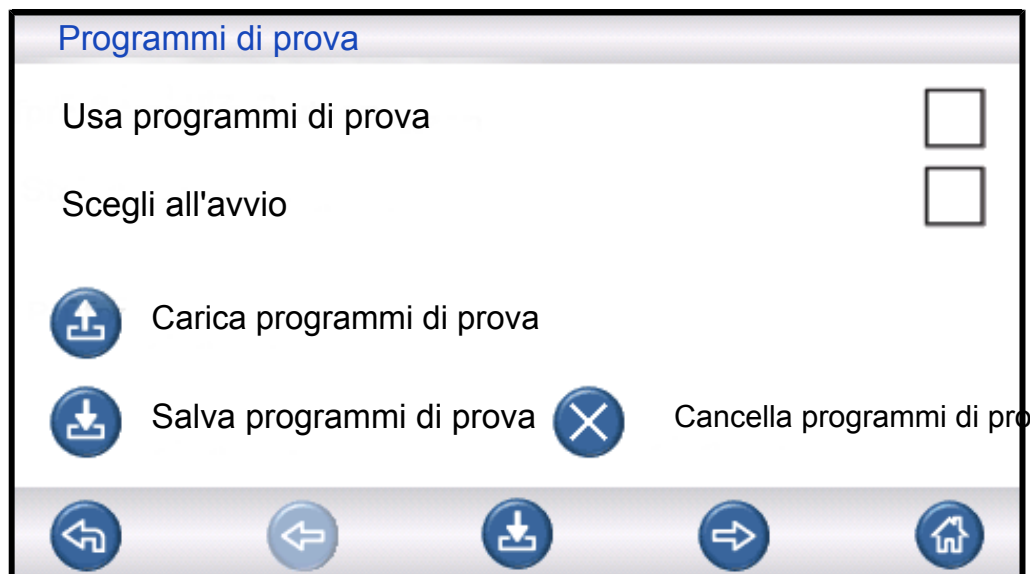 Programmi di prova
Usa programmi di prova
Scegli all'avvio
Carica programmi di prova
Salva programmi di prova
Cancella programmi di pro